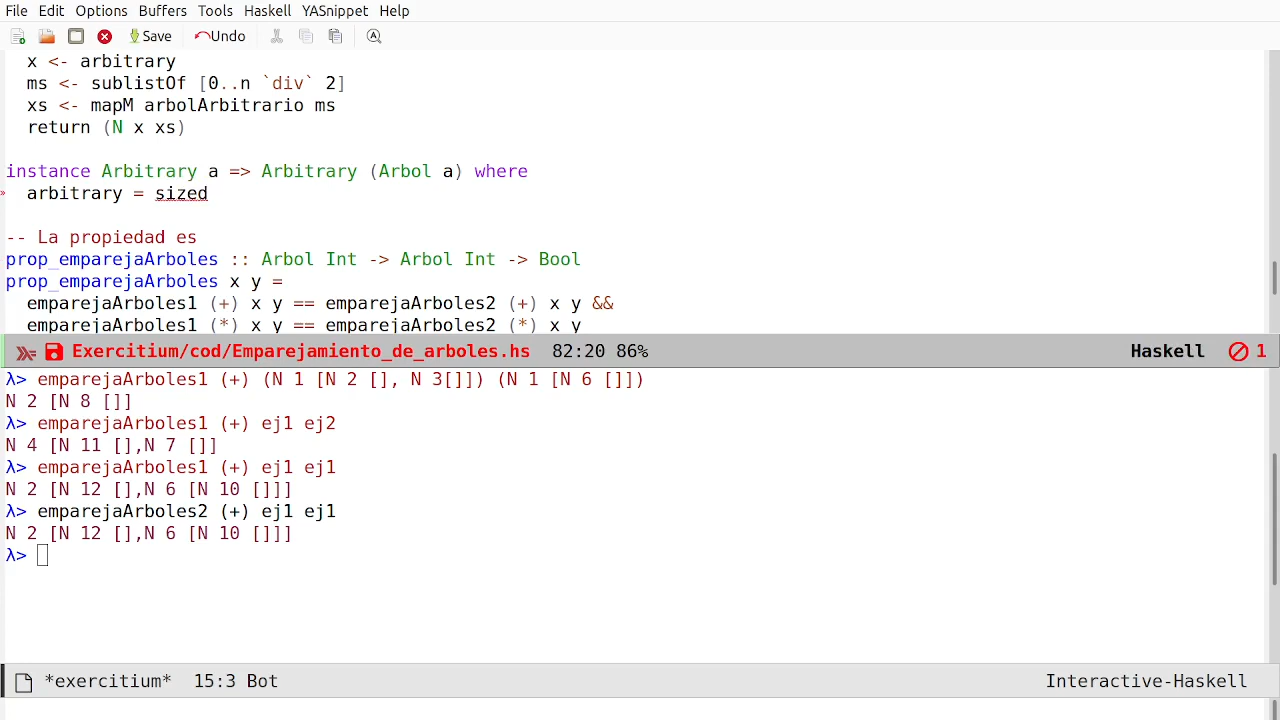 File Edit Options Buffers Tools Haskell YASnippet Help
Save Undo
x <- arbitrary
ms <- sublistOf [0..n `div` 2]
xs <- mapM arbolArbitrario ms
return (N x xs)
instance Arbitrary a => Arbitrary (Arbol a) where
» arbitrary = sized
-- La propiedad es
prop_emparejaArboles :: Arbol Int -> Arbol Int -> Bool
prop_emparejaArboles x y =
emparejaArboles1 (+) x y == emparejaArboles2 (+) x y &&
emparejaArboles1 (*) x y == emparejaArboles2 (*) x y
Exercitium/cod/Emparejamiento_de_arboles.hs 82:20 86% Haskell 1
λ> emparejaArboles1 (+) (N 1 [N 2 [], N 3[]]) (N 1 [N 6 []])
N 2 [N 8 []]
λ> emparejaArboles1 (+) ej1 ej2
N 4 [N 11 [],N 7 []]
λ> emparejaArboles1 (+) ej1 ej1
N 2 [N 12 [],N 6 [N 10 []]]
λ> emparejaArboles2 (+) ej1 ej1
N 2 [N 12 [],N 6 [N 10 []]]
λ>
*exercitium* 15:3 Bot Interactive-Haskell